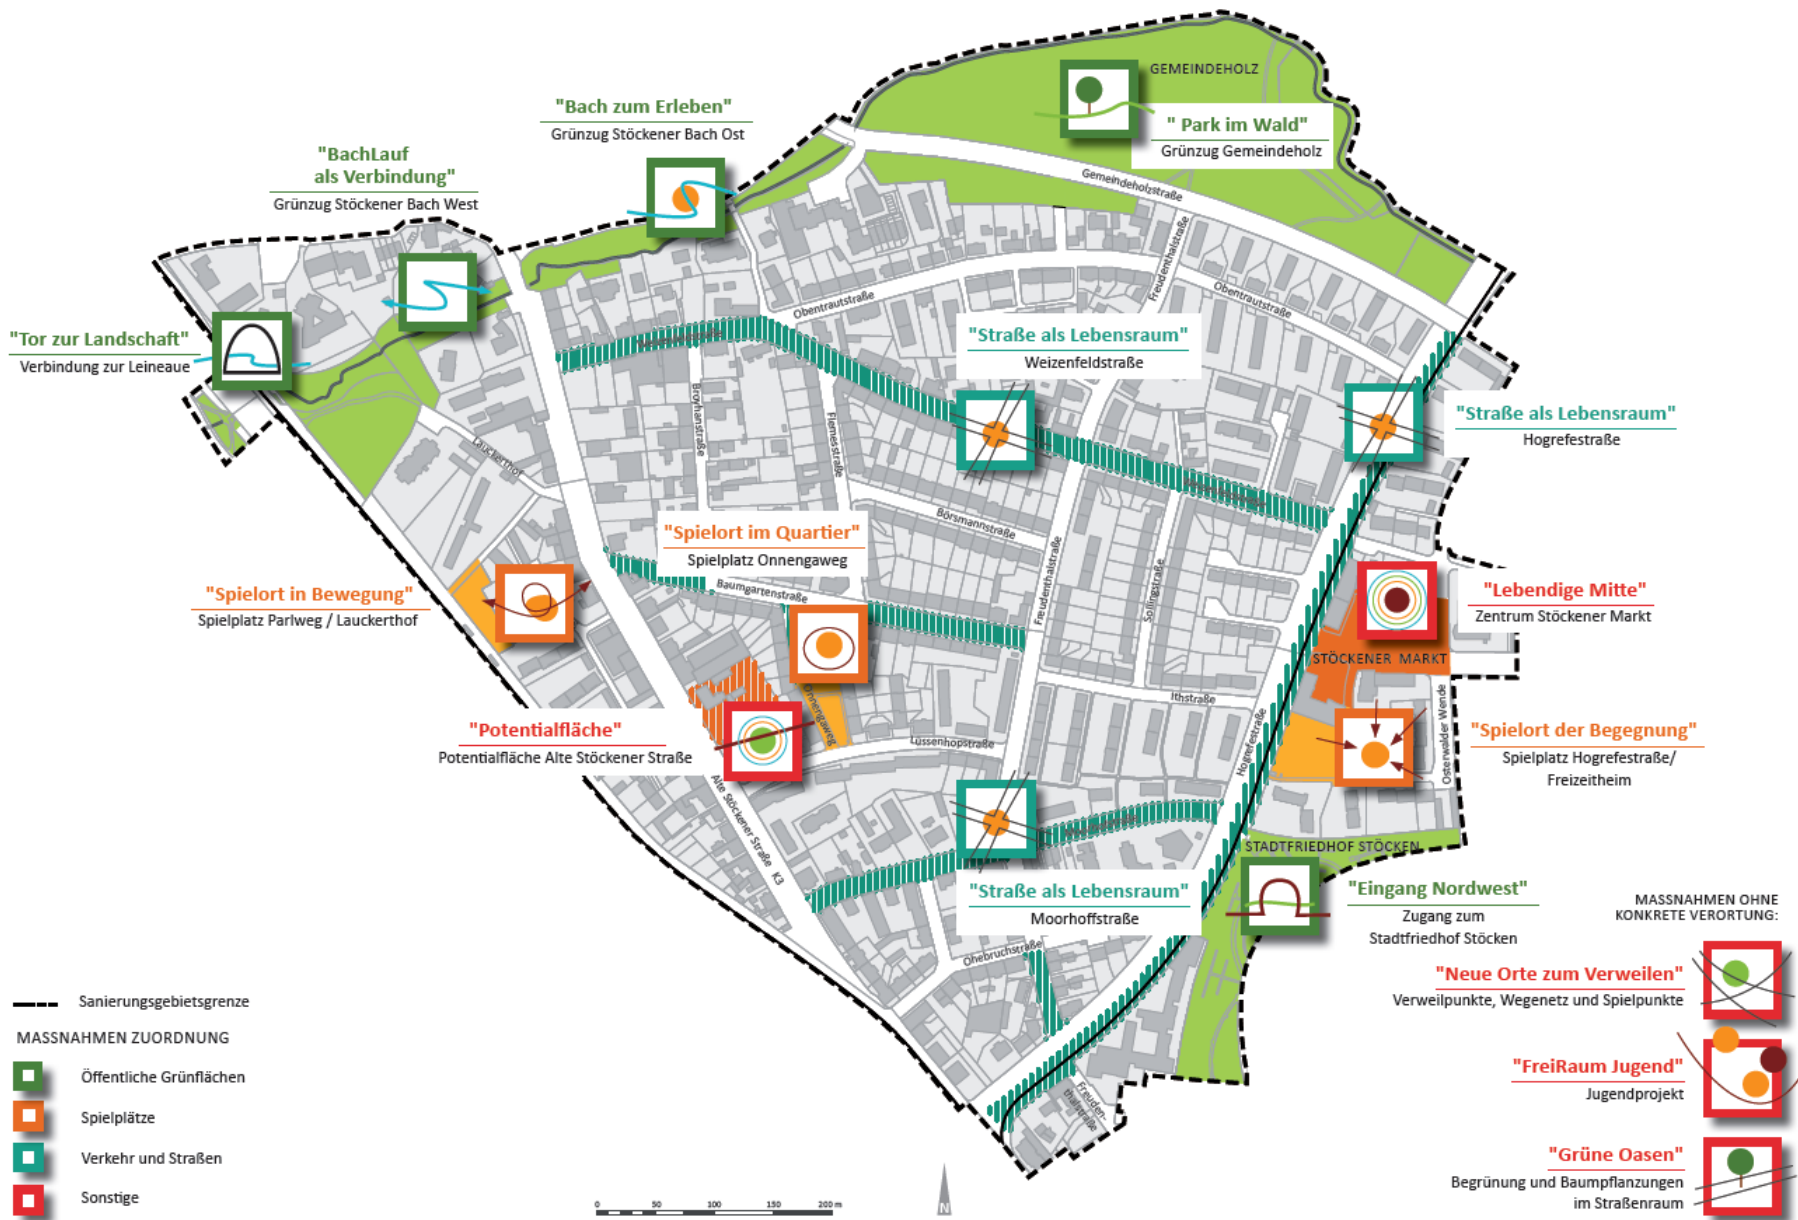 GEMEINDEHOLZ
"Bach zum Erleben"
Grünzug Stöckener Bach Ost
" Park im Wald"
Grünzug Gemeindeholz
"BachLauf
als Verbindung"
Grünzug Stöckener Bach West
Gemeindeholzstraße
Freudenthalstraße
Obentrautstraße
Obentrautstraße
"Tor zur Landschaft"
Verbindung zur Leineaue
"Straße als Lebensraum"
Weizenfeldstraße
Broyhanstraße
Flemesstraße
"Straße als Lebensraum"
Hogrefestraße
Lauckerthof
Börsmannstraße
"Spielort im Quartier"
Spielplatz Onnengaweg
Freudenthalstraße
Sollingstraße
Baumgartenstraße
"Spielort in Bewegung"
Spielplatz Parlweg / Lauckerthof
"Lebendige Mitte"
Zentrum Stöckener Markt
STÖCKENER MARKT
Ithstraße
Onnengaweg
Osterwalder Wende
"Potentialfläche"
Potentialfläche Alte Stöckener Straße
Lüssenhopstraße
Hogrefestraße
"Spielort der Begegnung"
Spielplatz Hogrefestraße/
Freizeitheim
Alte Stöckener Straße K3
STADTFRIEDHOF STÖCKEN
"Straße als Lebensraum"
Moorhoffstraße
"Eingang Nordwest"
Zugang zum
Stadtfriedhof Stöcken
Ohebruchstraße
Freuden-
thalstraße
MASSNAHMEN OHNE
KONKRETE VERORTUNG:
"Neue Orte zum Verweilen"
Verweilpunkte, Wegenetz und Spielpunkte
"FreiRaum Jugend"
Jugendprojekt
"Grüne Oasen"
Begrünung und Baumpflanzungen
im Straßenraum
Sanierungsgebietsgrenze
MASSNAHMEN ZUORDNUNG
Öffentliche Grünflächen
Spielplätze
Verkehr und Straßen
Sonstige
0 50 100 150 200 m
N